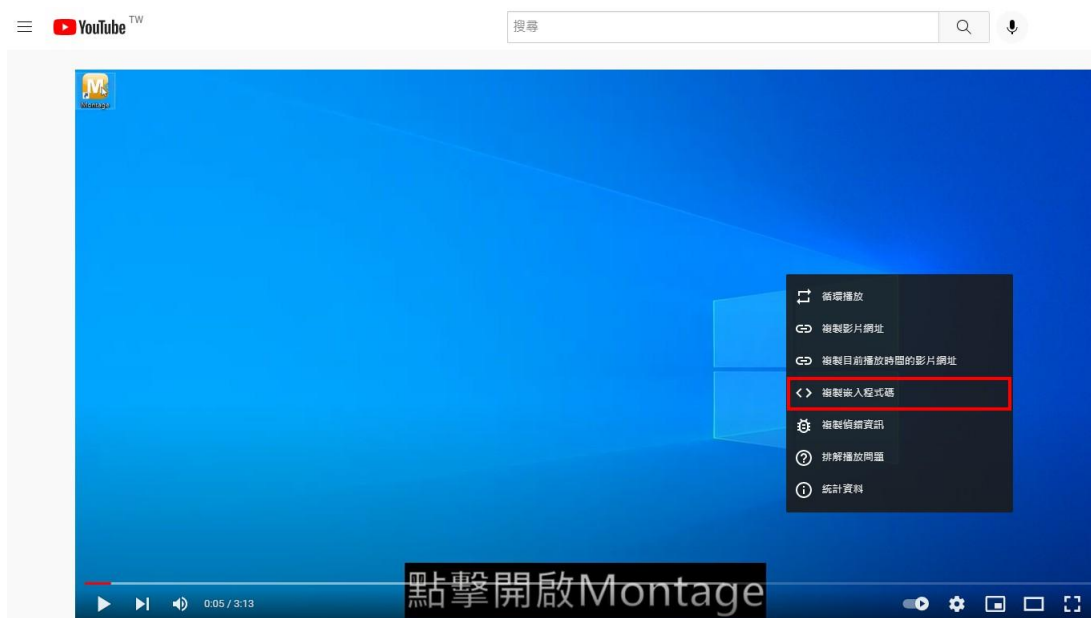 YouTube TW
搜尋
Montage
循環播放
複製影片網址
複製目前播放時間的影片網址
複製嵌入程式碼
複製偵錯資訊
排解播放問題
統計資料
點擊開啟Montage
0:05 / 3:13